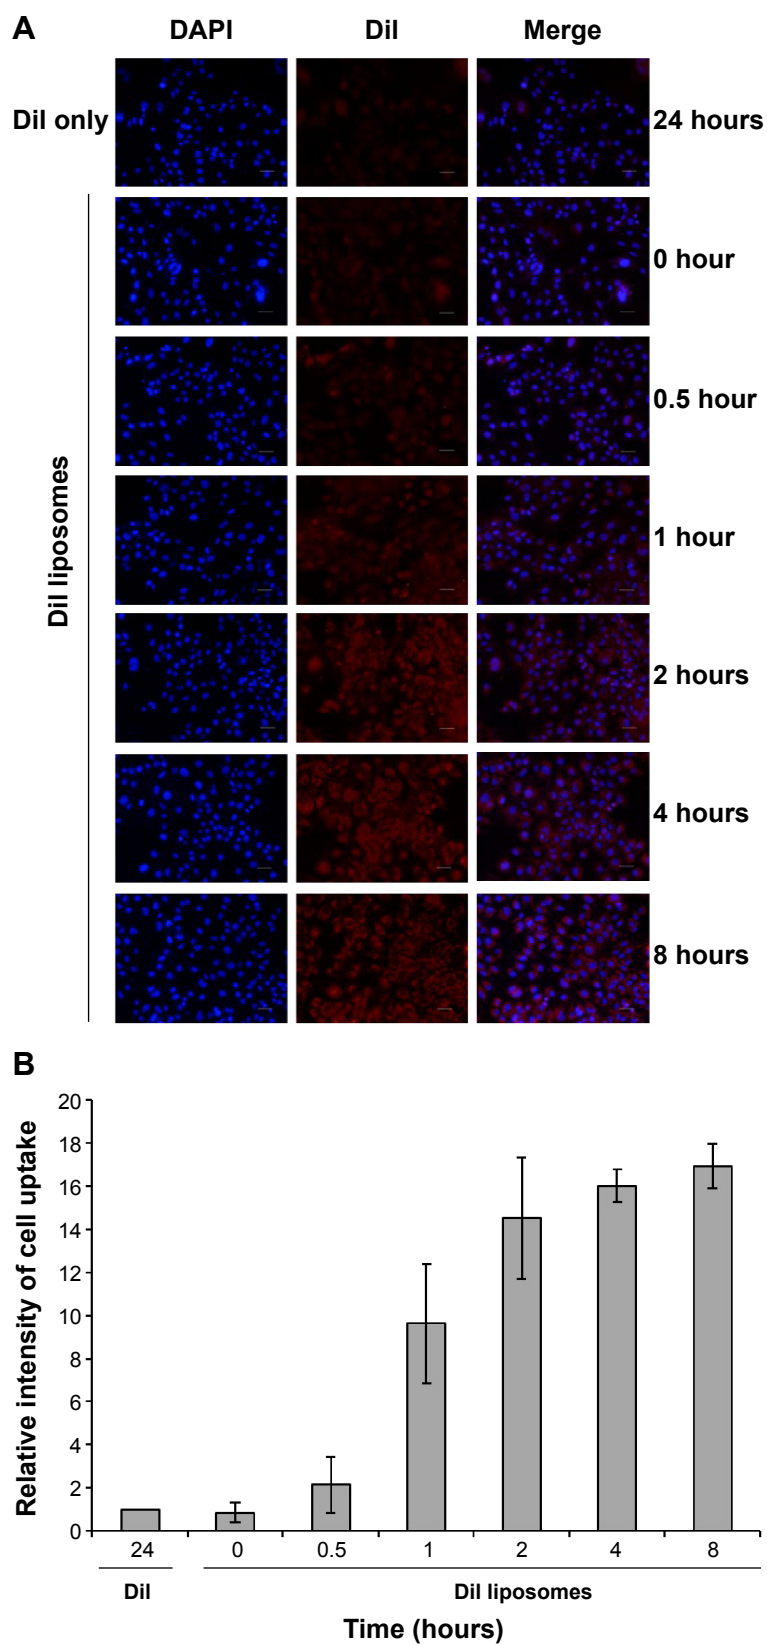 A
DAPI DiI Merge
DiI only 24 hours
0 hour
0.5 hour
1 hour
2 hours
4 hours
8 hours
DiI liposomes
B
Relative intensity of cell uptake
20
18
16
14
12
10
8
6
4
2
0
24 0 0.5 1 2 4 8
DiI DiI liposomes
Time (hours)